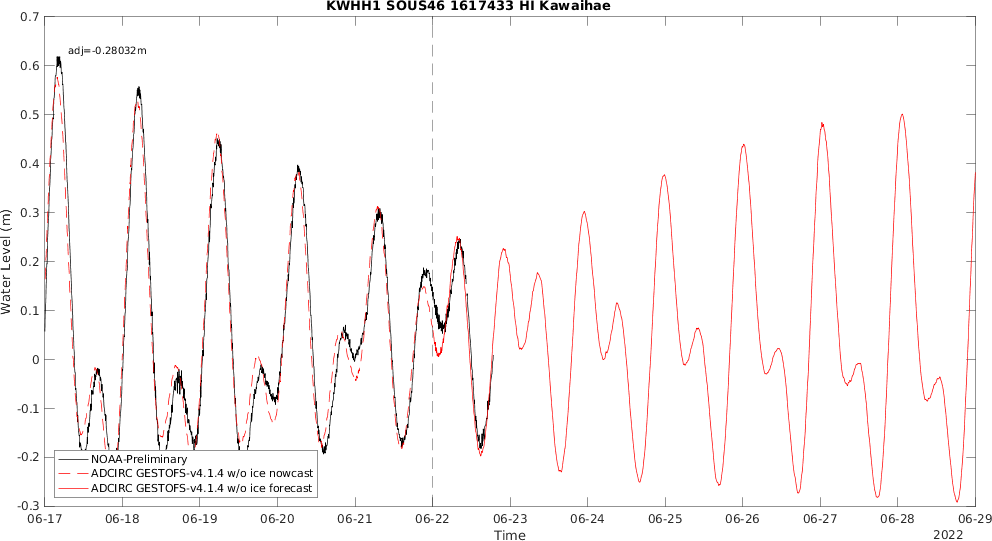 KWHH1 SOUS46 1617433 HI Kawaihae
adj=-0.28032m
0.7
0.6
0.5
0.4
0.3
0.2
0.1
0
-0.1
-0.2
-0.3
Water Level (m)
NOAA-Preliminary
ADCIRC GESTOFS-v4.1.4 w/o ice nowcast
ADCIRC GESTOFS-v4.1.4 w/o ice forecast
06-17 06-18 06-19 06-20 06-21 06-22 06-23 06-24 06-25 06-26 06-27 06-28 06-29
Time
2022